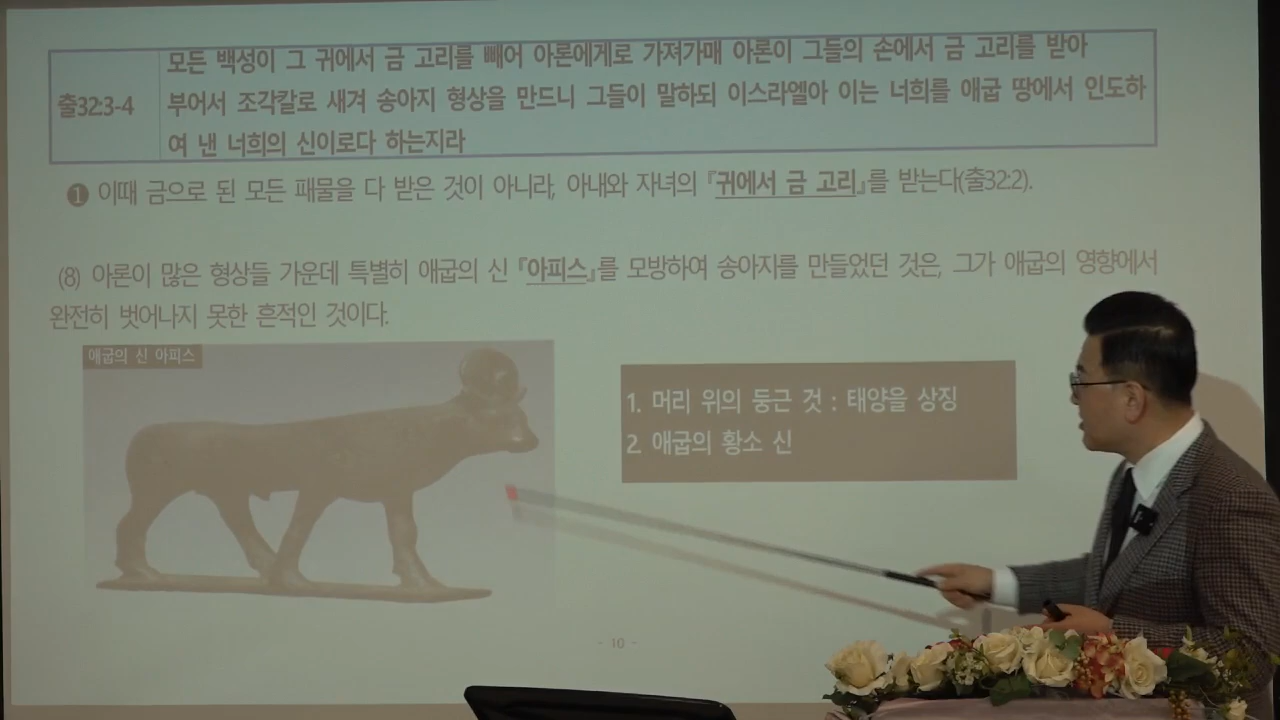 출32:3-4
모든 백성이 그 귀에서 금 고리를 빼어 아론에게로 가져가매 아론이 그들의 손에서 금 고리를 받아
부어서 조각칼로 새겨 송아지 형상을 만드니 그들이 말하되 이스라엘아 이는 너희를 애굽 땅에서 인도하
여 낸 너희의 신이로다 하는지라
❶ 이때 금으로 된 모든 패물을 다 받은 것이 아니라, 아내와 자녀의 『귀에서 금 고리』를 받는다(출32:2).
(8) 아론이 많은 형상들 가운데 특별히 애굽의 신 『아피스』를 모방하여 송아지를 만들었던 것은, 그가 애굽의 영향에서
완전히 벗어나지 못한 흔적인 것이다.
애굽의 신 아피스
1. 머리 위의 둥근 것 : 태양을 상징
2. 애굽의 황소 신
- 10 -